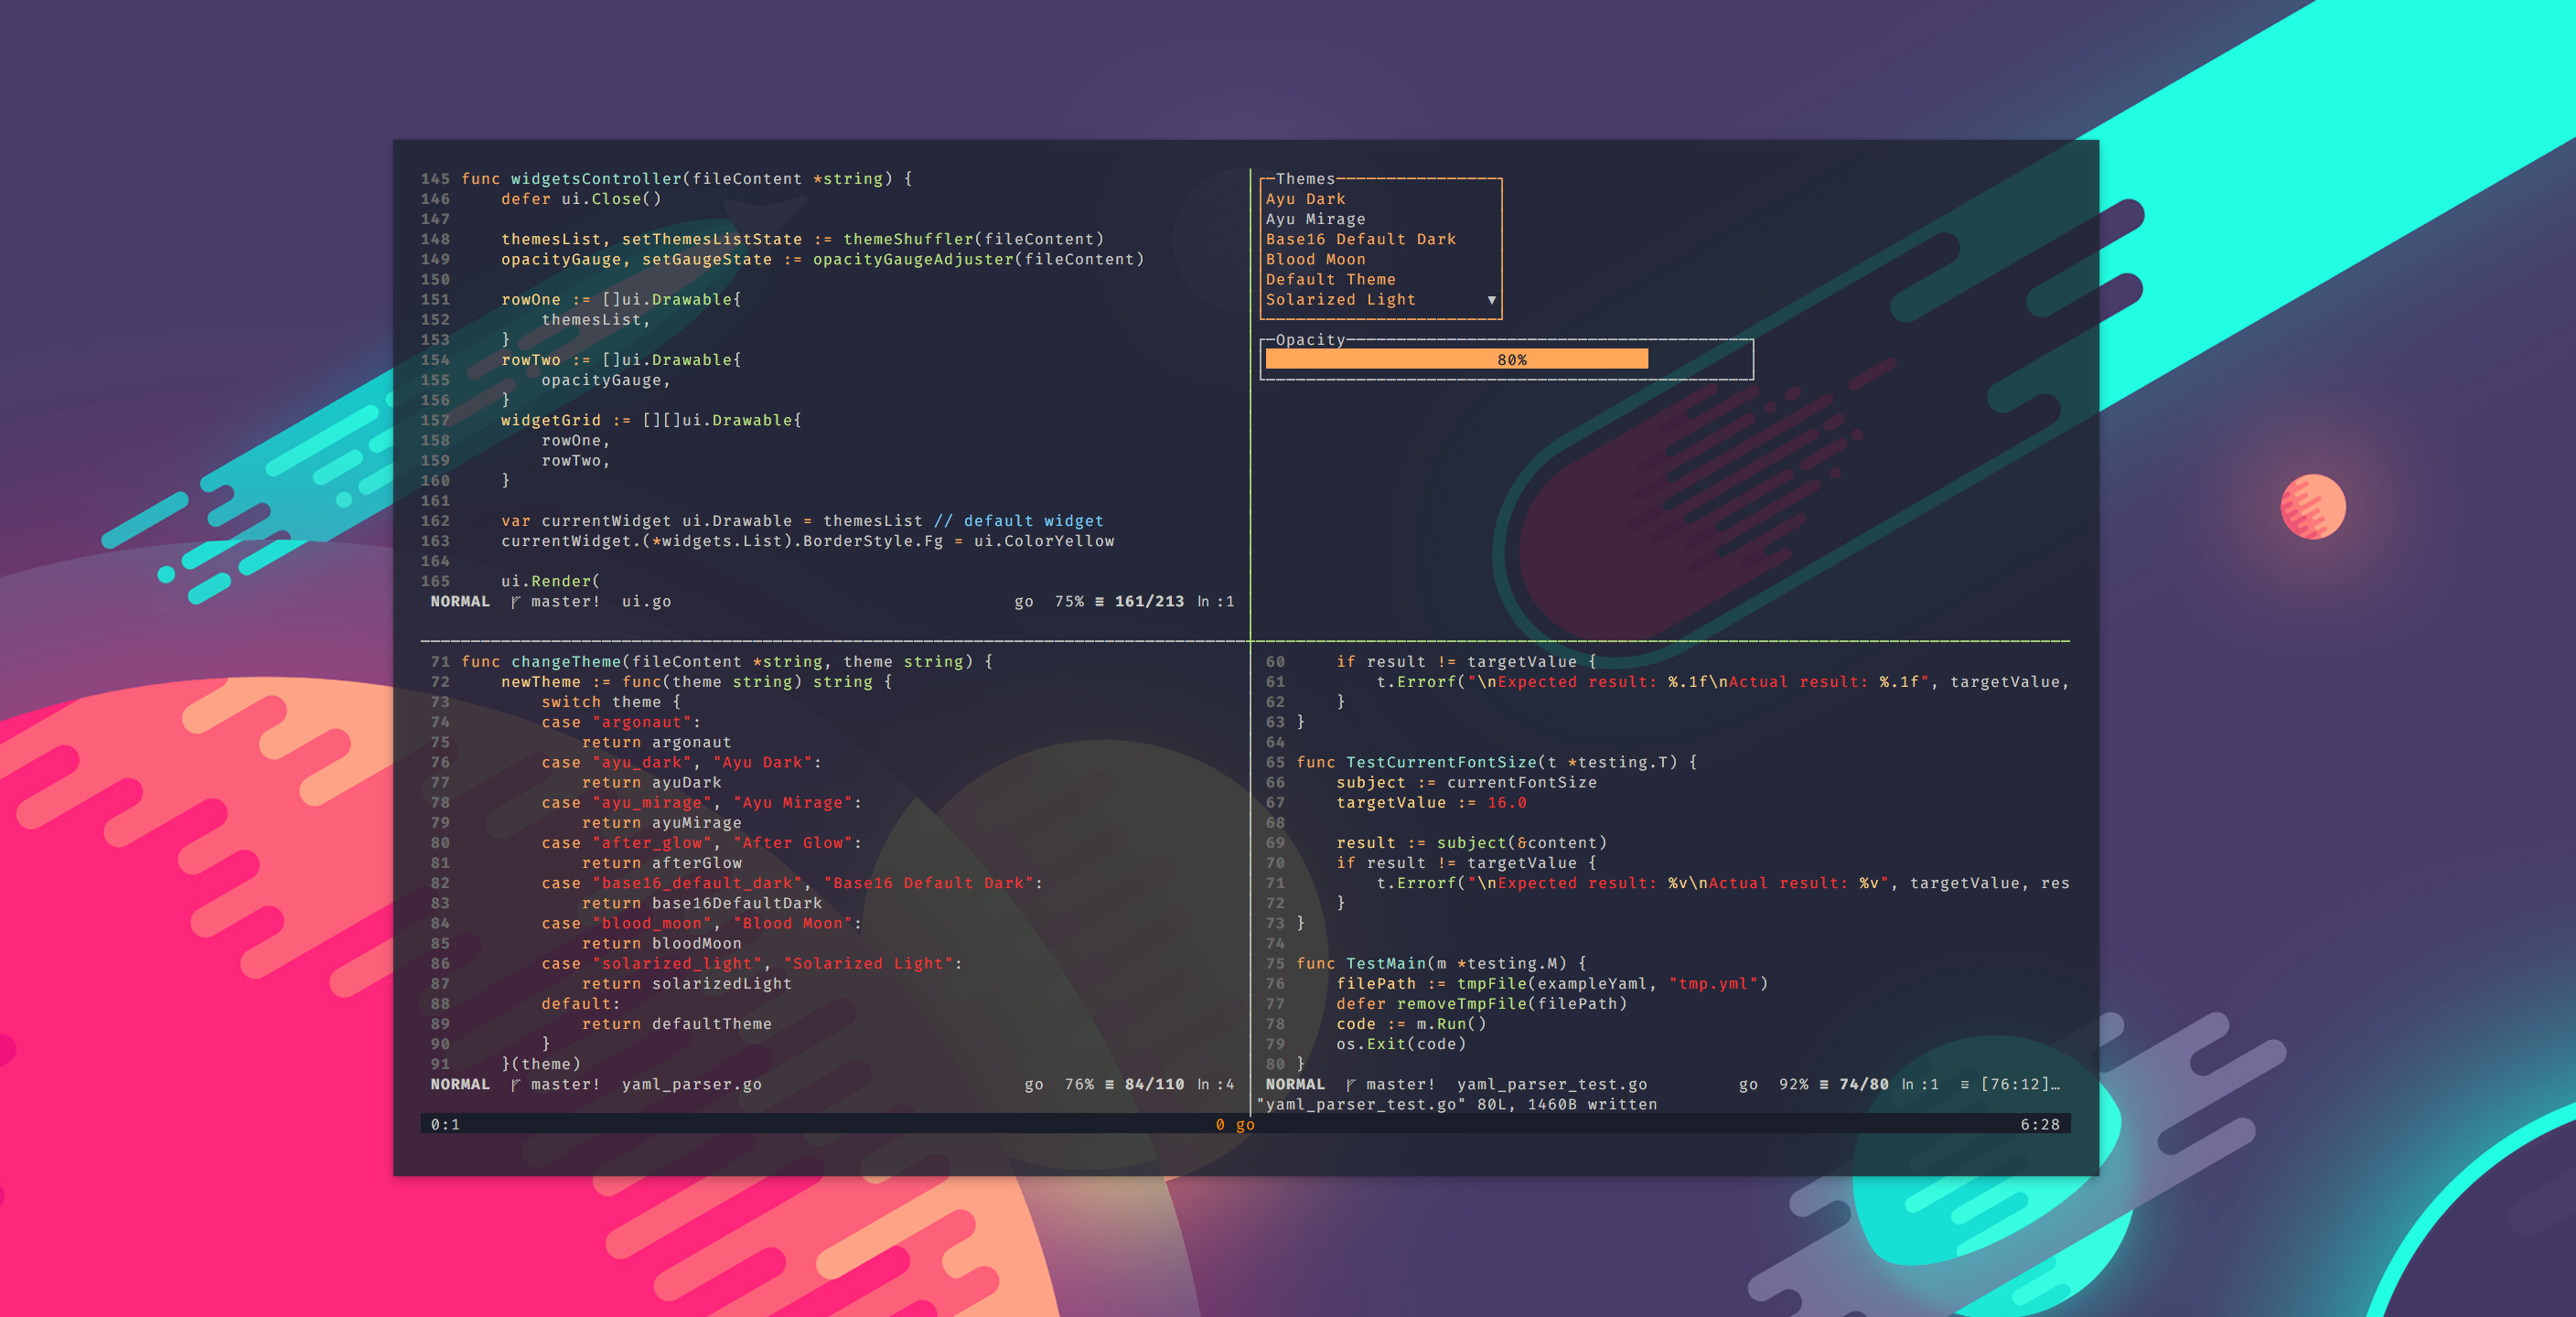 145 func widgetsController(fileContent *string) {
146     defer ui.Close()
147
148     themesList, setThemesListState := themeShuffler(fileContent)
149     opacityGauge, setGaugeState := opacityGaugeAdjuster(fileContent)
150
151     rowOne := []ui.Drawable{
152         themesList,
153     }
154     rowTwo := []ui.Drawable{
155         opacityGauge,
156     }
157     widgetGrid := [][]ui.Drawable{
158         rowOne,
159         rowTwo,
160     }
161
162     var currentWidget ui.Drawable = themesList // default widget
163     currentWidget.(*widgets.List).BorderStyle.Fg = ui.ColorYellow
164
165     ui.Render(
NORMAL master! ui.go go 75% ≡ 161/213 ln :1
Themes
Ayu Dark
Ayu Mirage
Base16 Default Dark
Blood Moon
Default Theme
Solarized Light ▼
Opacity
80%
71 func changeTheme(fileContent *string, theme string) {
72     newTheme := func(theme string) string {
73         switch theme {
74         case "argonaut":
75             return argonaut
76         case "ayu_dark", "Ayu Dark":
77             return ayuDark
78         case "ayu_mirage", "Ayu Mirage":
79             return ayuMirage
80         case "after_glow", "After Glow":
81             return afterGlow
82         case "base16_default_dark", "Base16 Default Dark":
83             return base16DefaultDark
84         case "blood_moon", "Blood Moon":
85             return bloodMoon
86         case "solarized_light", "Solarized Light":
87             return solarizedLight
88         default:
89             return defaultTheme
90         }
91     }(theme)
NORMAL master! yaml_parser.go go 76% ≡ 84/110 ln :4
60     if result != targetValue {
61         t.Errorf("\nExpected result: %.1f\nActual result: %.1f", targetValue,
62     }
63 }
64
65 func TestCurrentFontSize(t *testing.T) {
66     subject := currentFontSize
67     targetValue := 16.0
68
69     result := subject(&content)
70     if result != targetValue {
71         t.Errorf("\nExpected result: %v\nActual result: %v", targetValue, res
72     }
73 }
74
75 func TestMain(m *testing.M) {
76     filePath := tmpFile(exampleYaml, "tmp.yml")
77     defer removeTmpFile(filePath)
78     code := m.Run()
79     os.Exit(code)
80 }
NORMAL master! yaml_parser_test.go go 92% ≡ 74/80 ln :1 ≡ [76:12]…
"yaml_parser_test.go" 80L, 1460B written
0:1 0 go 6:28